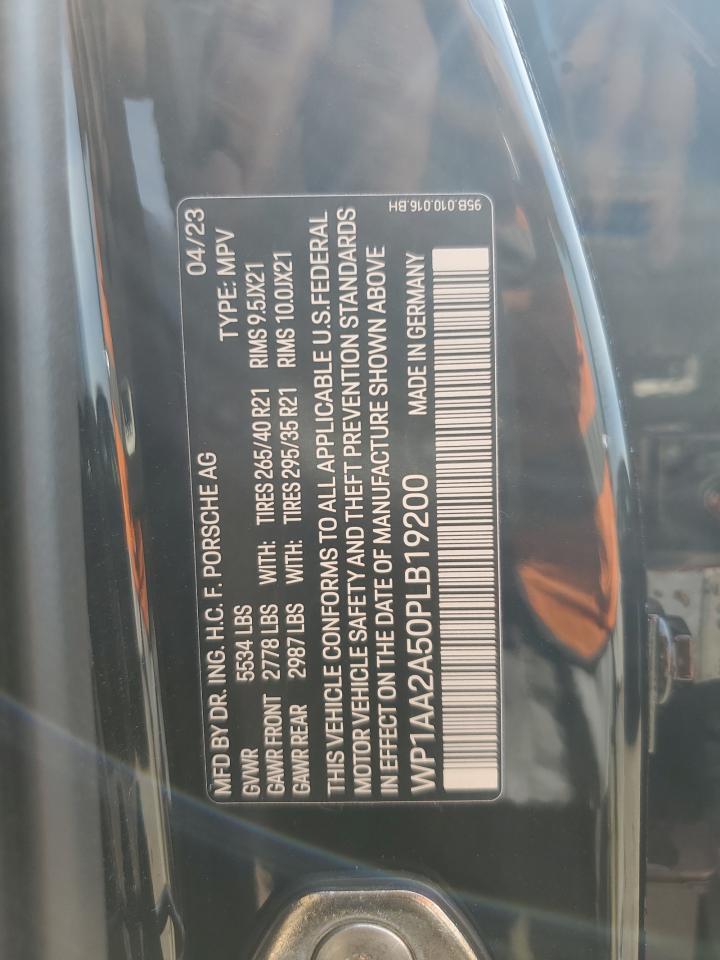 MFD BY DR. ING. H.C. F. PORSCHE AG 04/23
GVWR 5534 LBS TYPE: MPV
GAWR FRONT 2778 LBS WITH: TIRES 265/40 R21 RIMS 9.5JX21
GAWR REAR 2987 LBS WITH: TIRES 295/35 R21 RIMS 10.0JX21
THIS VEHICLE CONFORMS TO ALL APPLICABLE U.S. FEDERAL
MOTOR VEHICLE SAFETY AND THEFT PREVENTION STANDARDS
IN EFFECT ON THE DATE OF MANUFACTURE SHOWN ABOVE
WP1AA2A50PLB19200 MADE IN GERMANY
95B.010.016.BH